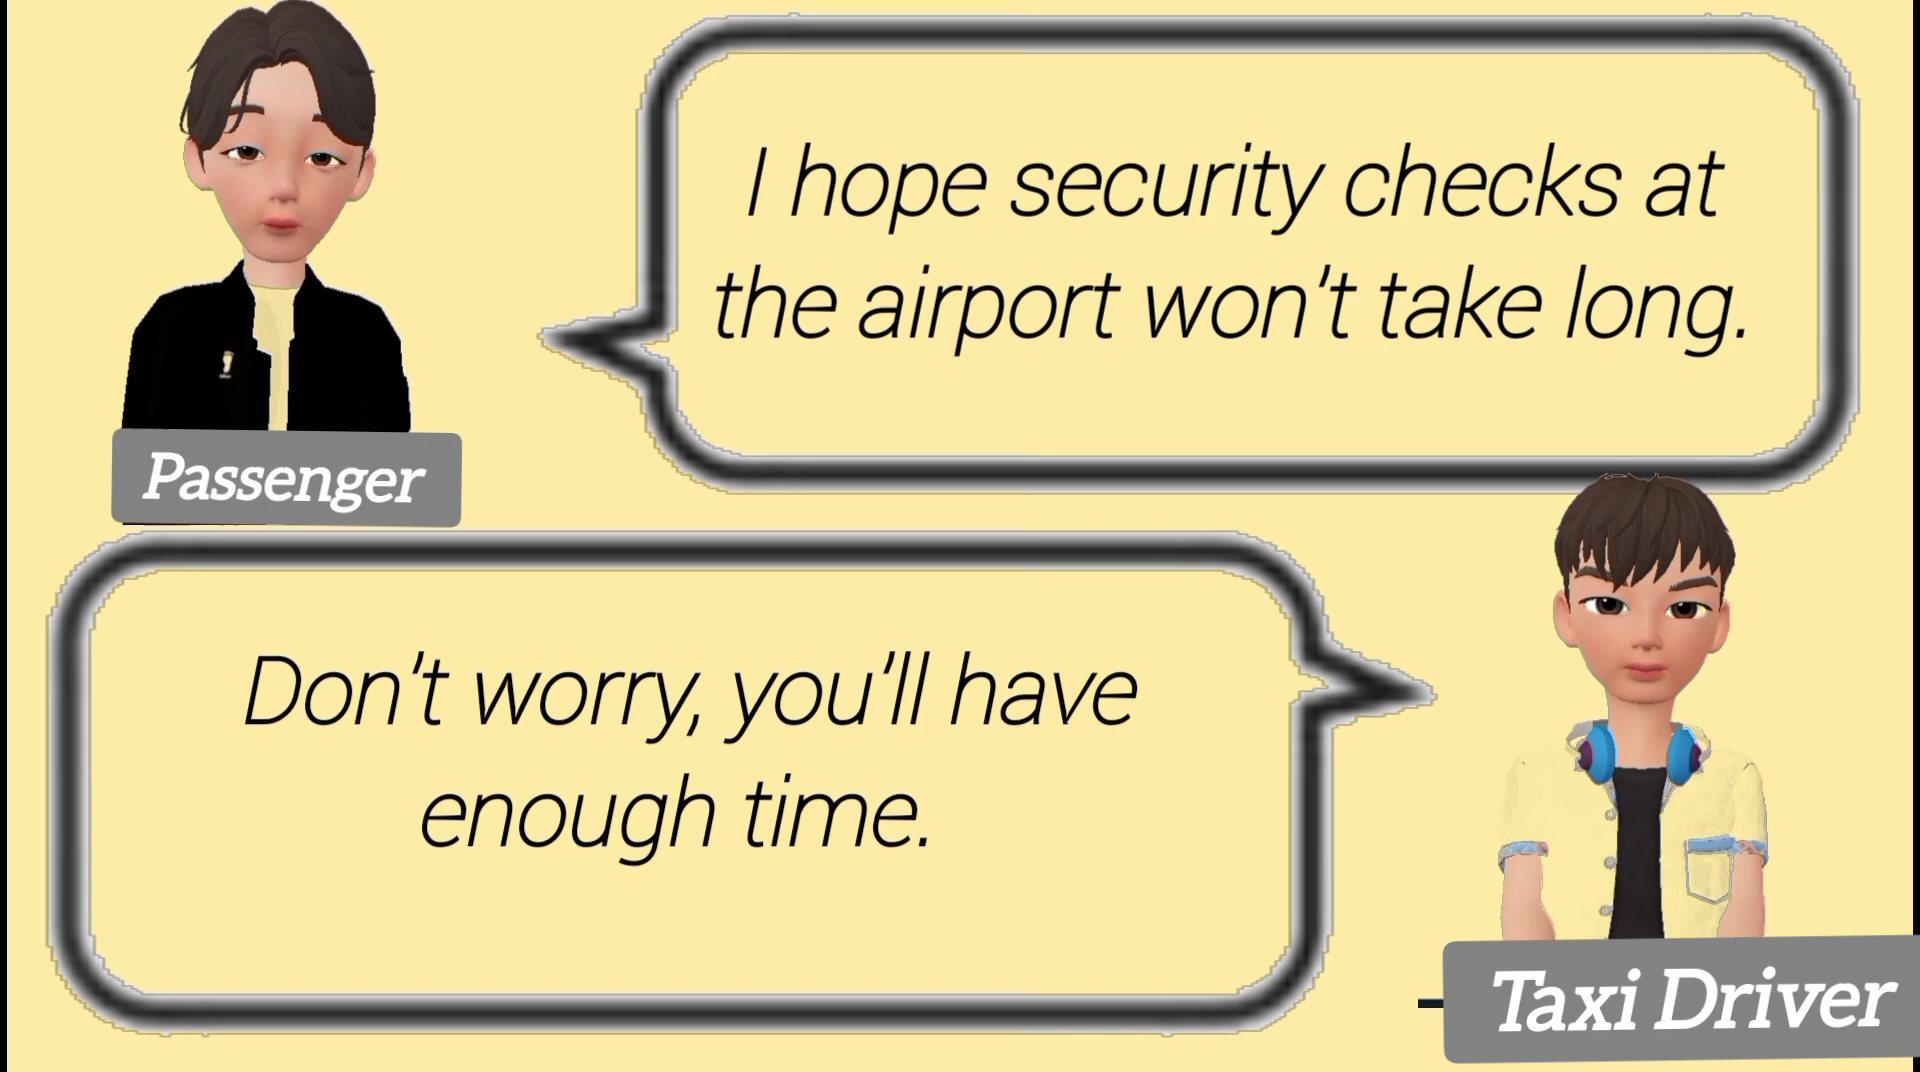 I hope security checks at
the airport won't take long.
Passenger
Don't worry, you'll have
enough time.
Taxi Driver